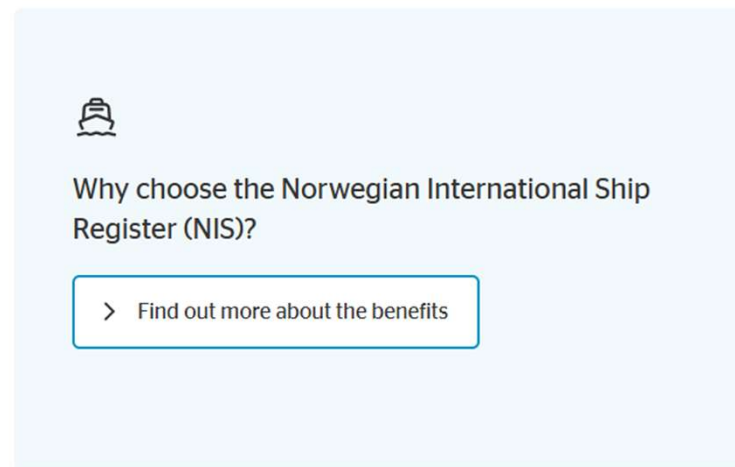 Why choose the Norwegian International Ship
Register (NIS)?
Find out more about the benefits